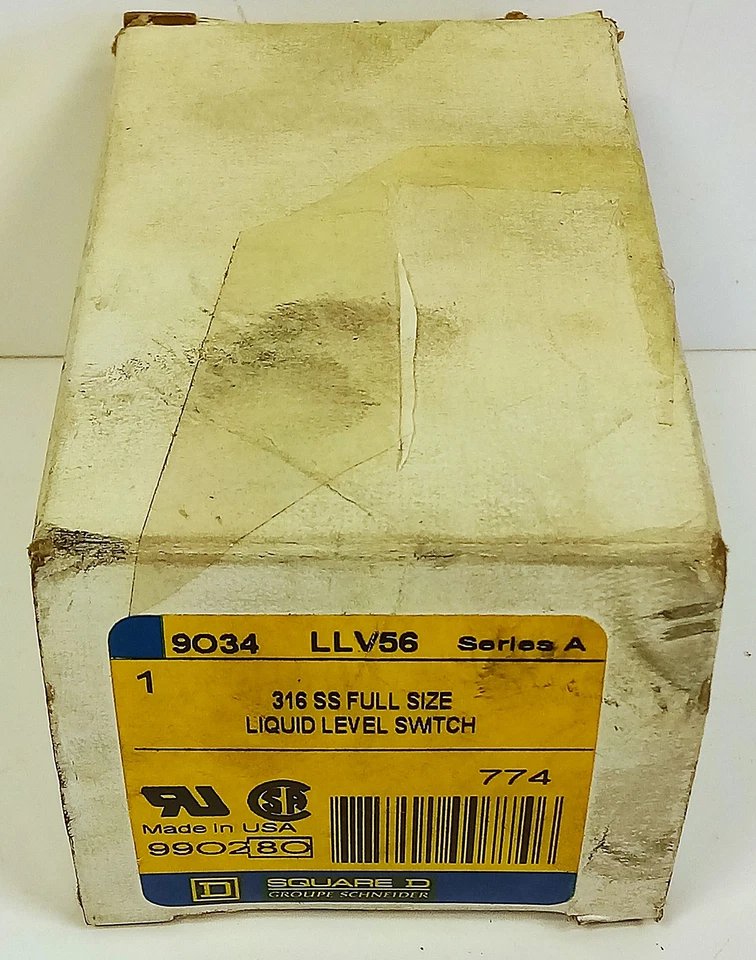 9034 LLV56 Series A
1
316 SS FULL SIZE
LIQUID LEVEL SWITCH
774
Made in USA
990280
SQUARE D
GROUPE SCHNEIDER